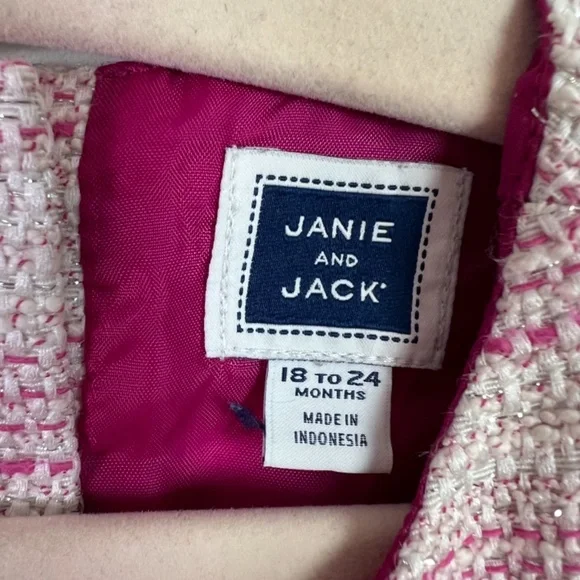 JANIE
AND
JACK
18 TO 24
MONTHS
MADE IN
INDONESIA